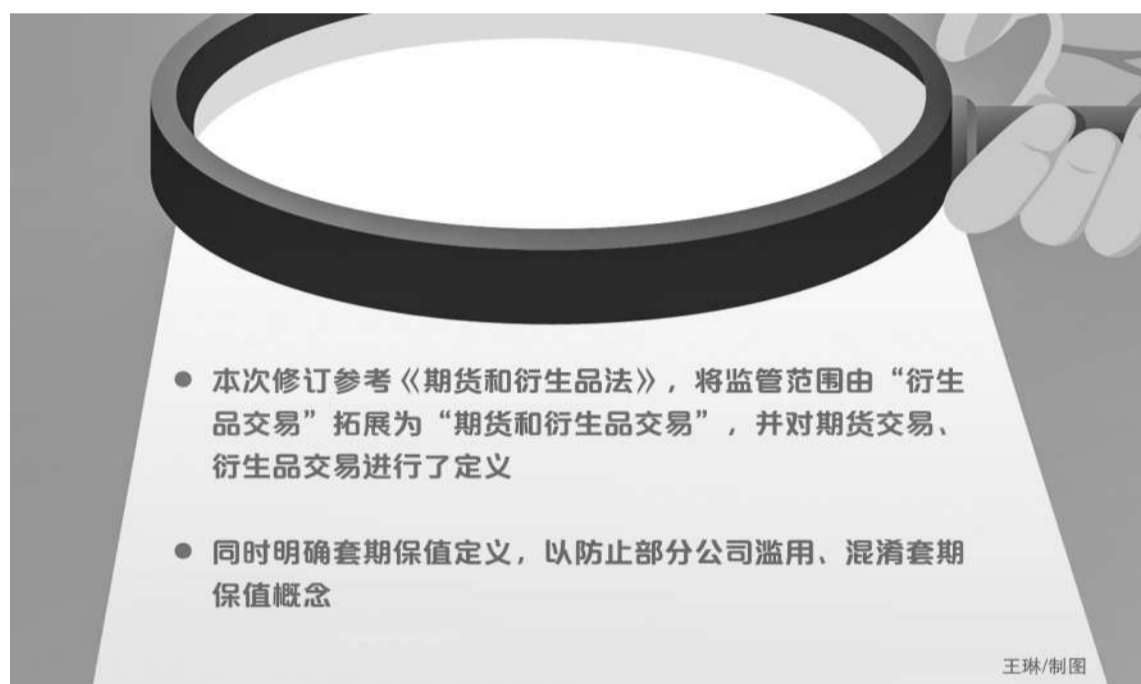 ● 本次修订参考《期货和衍生品法》，将监管范围由“衍生
品交易”拓展为“期货和衍生品交易”，并对期货交易、
衍生品交易进行了定义
● 同时明确套期保值定义，以防止部分公司滥用、混淆套期
保值概念
王琳/制图